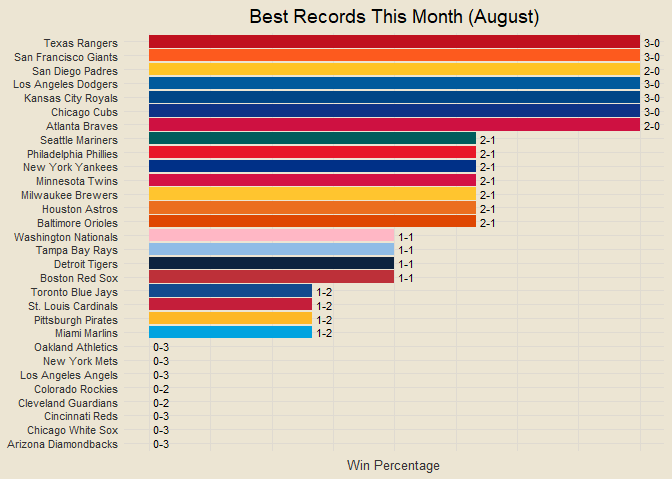 Best Records This Month (August)
Texas Rangers 3-0
San Francisco Giants 3-0
San Diego Padres 2-0
Los Angeles Dodgers 3-0
Kansas City Royals 3-0
Chicago Cubs 3-0
Atlanta Braves 2-0
Seattle Mariners 2-1
Philadelphia Phillies 2-1
New York Yankees 2-1
Minnesota Twins 2-1
Milwaukee Brewers 2-1
Houston Astros 2-1
Baltimore Orioles 2-1
Washington Nationals 1-1
Tampa Bay Rays 1-1
Detroit Tigers 1-1
Boston Red Sox 1-1
Toronto Blue Jays 1-2
St. Louis Cardinals 1-2
Pittsburgh Pirates 1-2
Miami Marlins 1-2
Oakland Athletics 0-3
New York Mets 0-3
Los Angeles Angels 0-3
Colorado Rockies 0-2
Cleveland Guardians 0-2
Cincinnati Reds 0-3
Chicago White Sox 0-3
Arizona Diamondbacks 0-3
Win Percentage